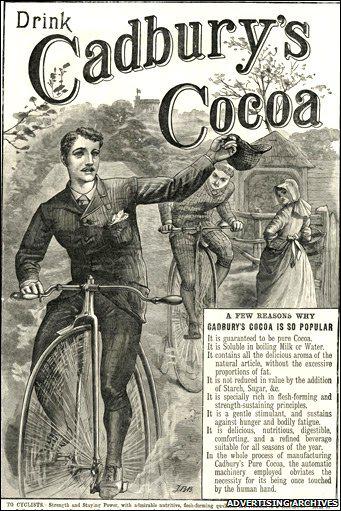 Drink
Cadbury's
Cocoa
A FEW REASONS WHY
CADBURY'S COCOA IS SO POPULAR
It is guaranteed to be pure Cocoa.
It is Soluble in boiling Milk or Water.
It contains all the delicious aroma of the
natural article, without the excessive
proportions of fat.
It is not reduced in value by the addition
of Starch, Sugar, &c.
It is specially rich in flesh-forming and
strength-sustaining principles.
It is a gentle stimulant, and sustains
against hunger and bodily fatigue.
It is delicious, nutritious, digestible,
comforting, and a refined beverage
suitable for all seasons of the year.
In the whole process of manufacturing
Cadbury's Pure Cocoa, the automatic
machinery employed obviates the
necessity for its being once touched
by the human hand.
TO CYCLISTS. Strength and Staying Power, with admirable nutritive, flesh-forming
ADVERTISING ARCHIVES